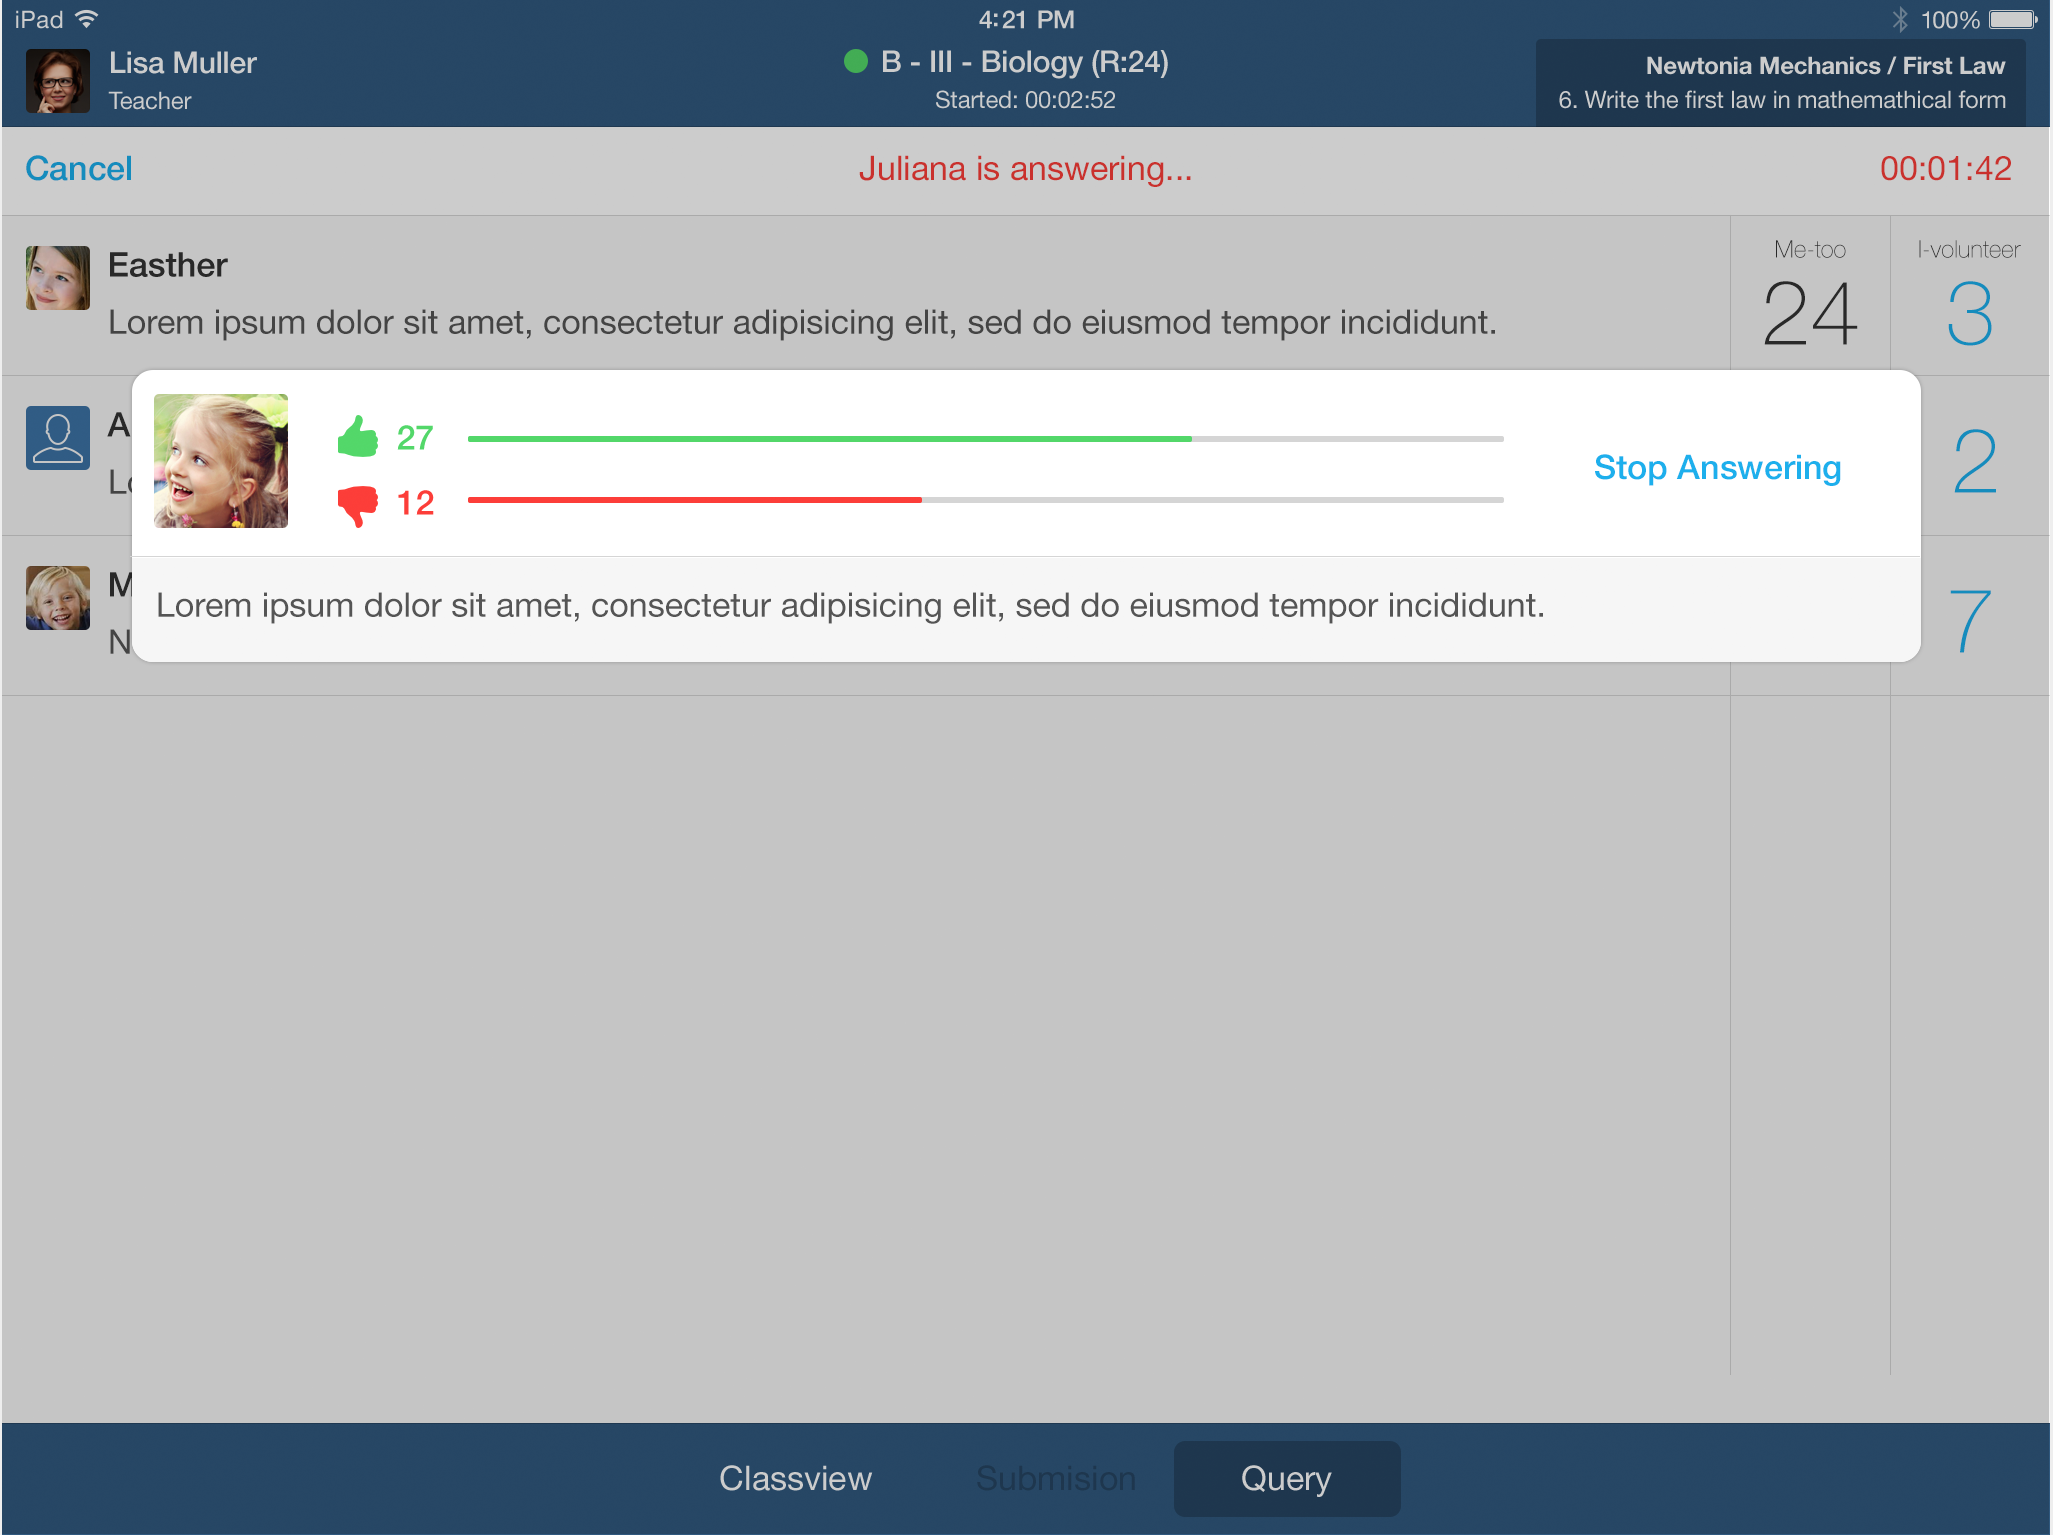 iPad 4:21 PM 100%
Lisa Muller
Teacher
B - III - Biology (R:24)
Started: 00:02:52
Newtonia Mechanics / First Law
6. Write the first law in mathemathical form
Cancel
Juliana is answering...
00:01:42
Easther
Lorem ipsum dolor sit amet, consectetur adipisicing elit, sed do eiusmod tempor incididunt.
Me-too
24
I-volunteer
3
A
Lo
2
27
12
Stop Answering
Lorem ipsum dolor sit amet, consectetur adipisicing elit, sed do eiusmod tempor incididunt.
M
N
7
Classview
Submision
Query